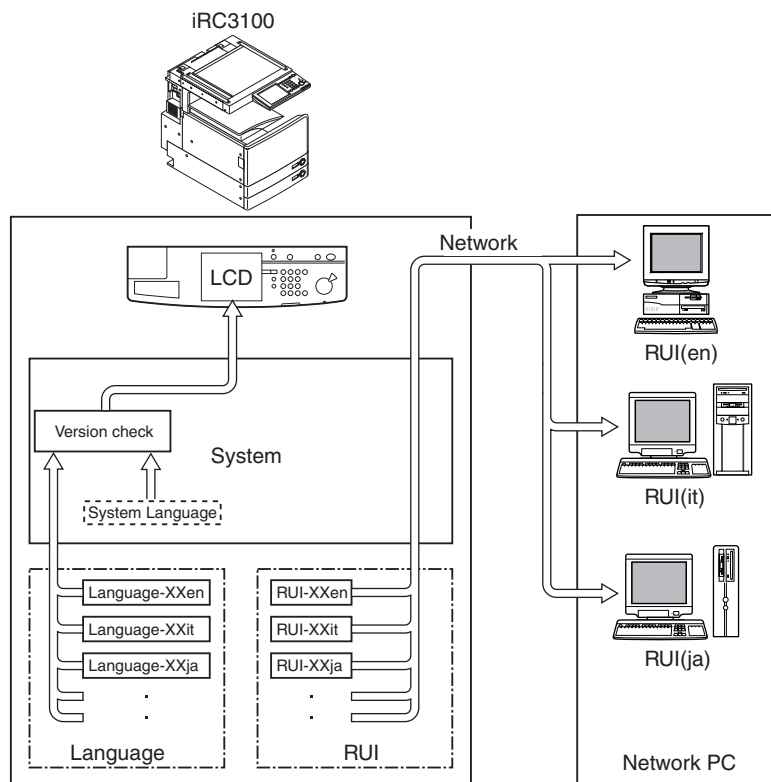 iRC3100
Network
LCD
RUI(en)
Version check
System
RUI(it)
System Language
Language-XXen
RUI-XXen
Language-XXit
RUI-XXit
Language-XXja
RUI-XXja
RUI(ja)
Language
RUI
Network PC